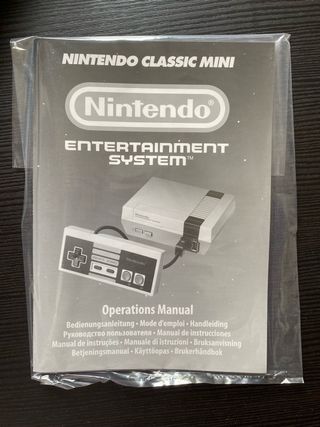 NINTENDO CLASSIC MINI
Nintendo®
ENTERTAINMENT
SYSTEM™
Operations Manual
Bedienungsanleitung • Mode d'emploi • Handleiding
Руководство пользователя • Manual de instrucciones
Manual de instruções • Manuale di istruzioni • Bruksanvisning
Betjeningsmanual • Käyttöopas • Brukerhåndbok